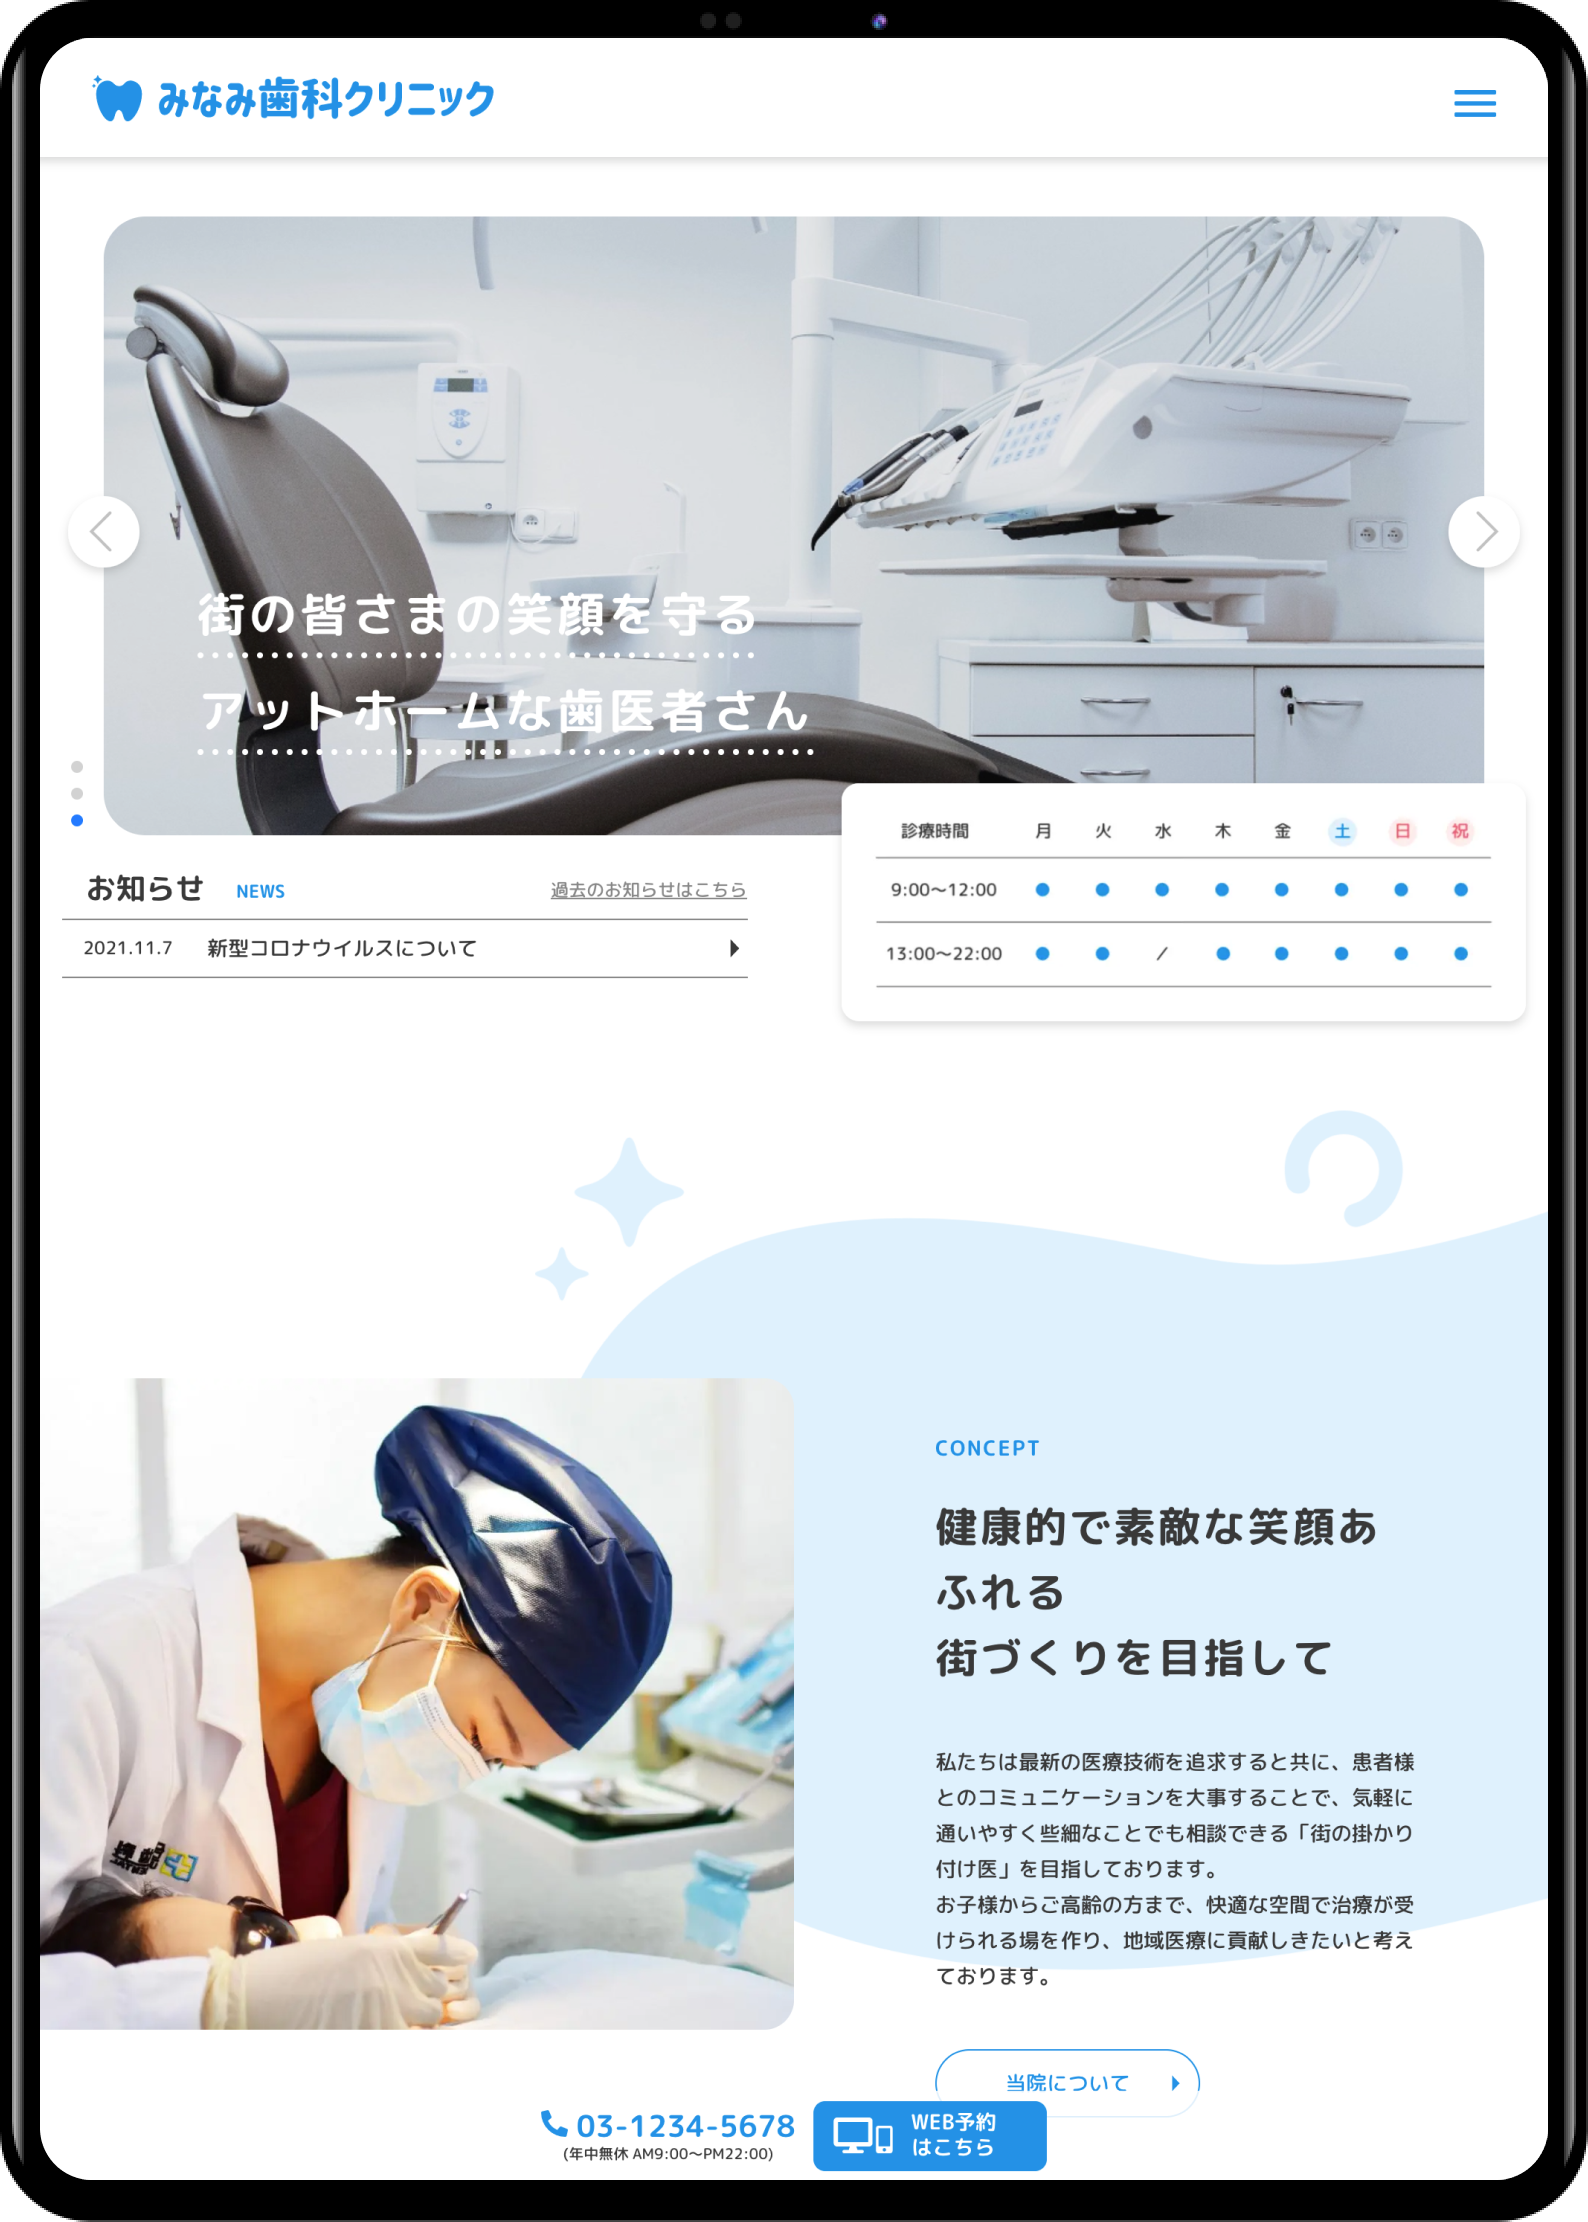 みなみ歯科クリニック
街の皆さまの笑顔を守る
アットホームな歯医者さん
診療時間 月 火 水 木 金 土 日 祝
9:00〜12:00 ● ● ● ● ● ● ● ●
13:00〜22:00 ● ● / ● ● ● ● ●
お知らせ NEWS 過去のお知らせはこちら
2021.11.7 新型コロナウイルスについて
CONCEPT
健康的で素敵な笑顔あ
ふれる
街づくりを目指して
私たちは最新の医療技術を追求すると共に、患者様
とのコミュニケーションを大事することで、気軽に
通いやすく些細なことでも相談できる「街の掛かり
付け医」を目指しております。
お子様からご高齢の方まで、快適な空間で治療が受
けられる場を作り、地域医療に貢献しきたいと考え
ております。
当院について
03-1234-5678
(年中無休 AM9:00〜PM22:00)
WEB予約
はこちら